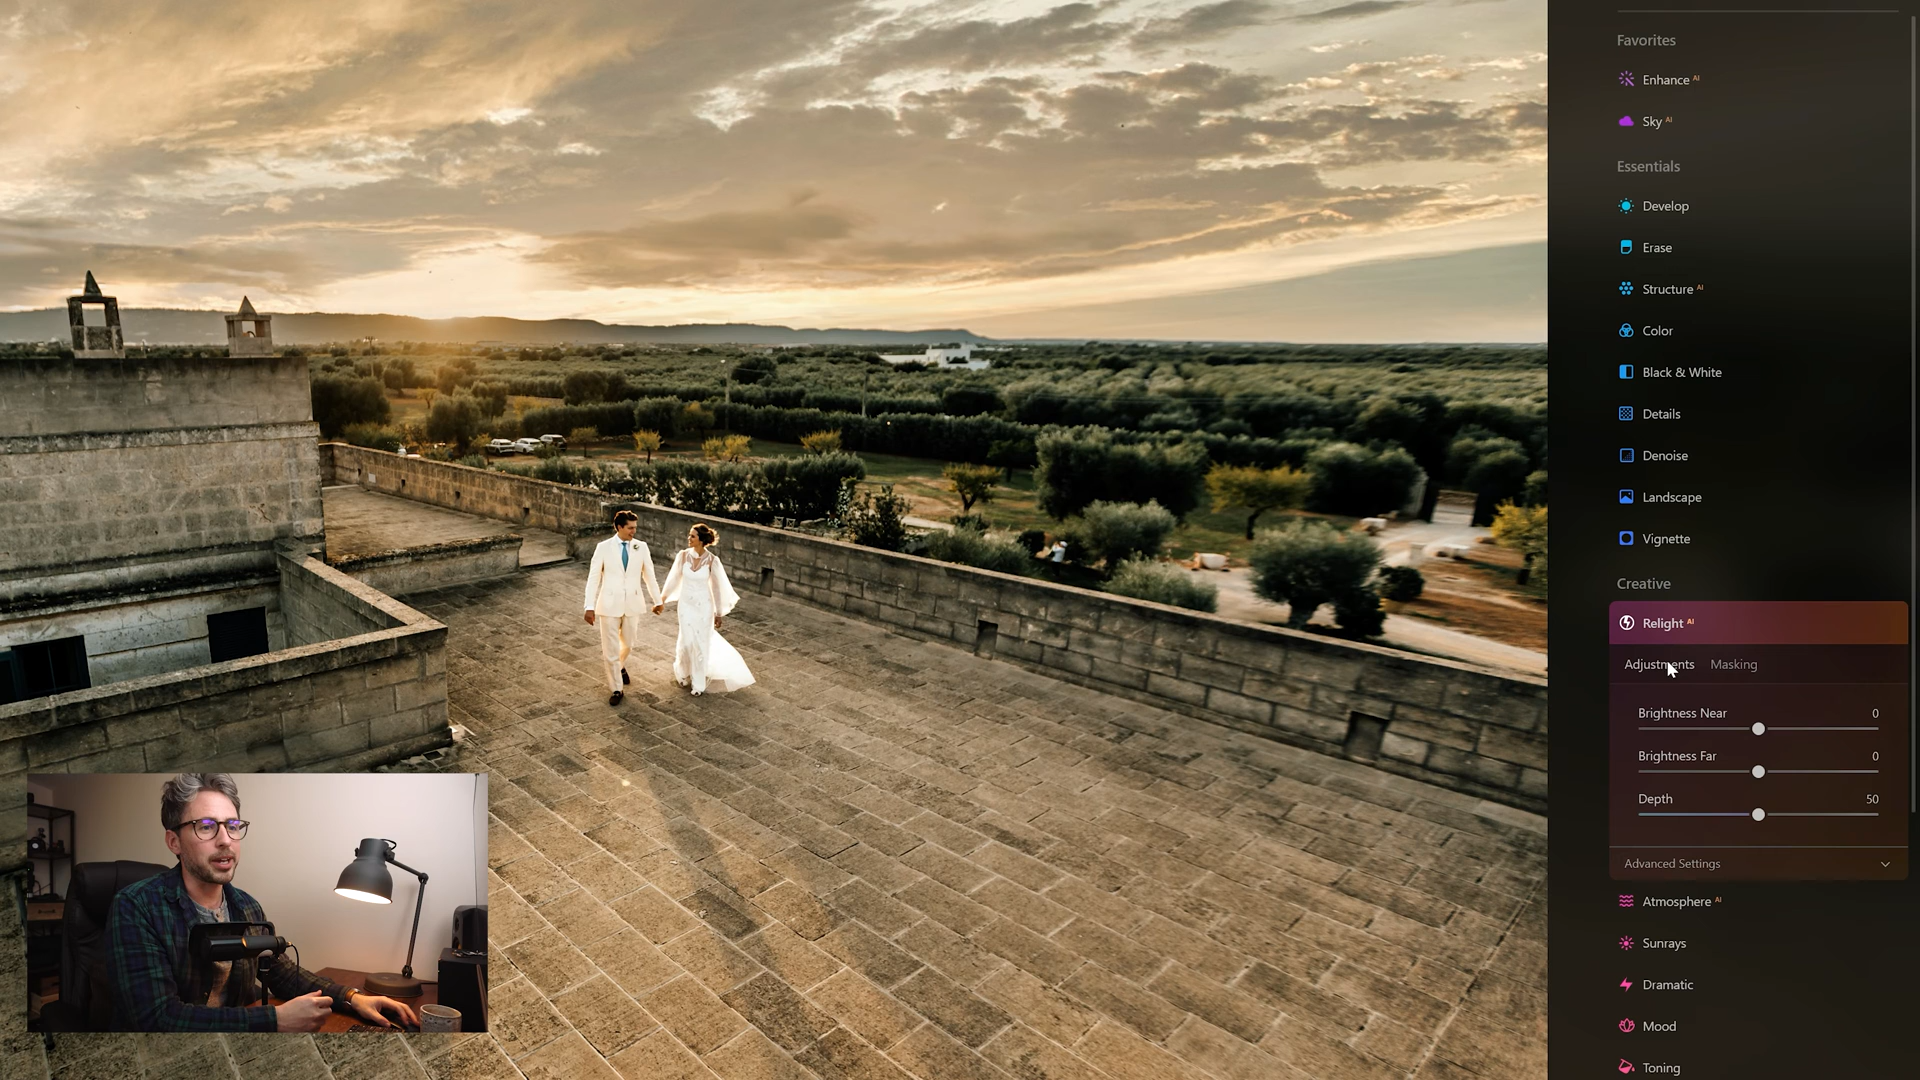 Favorites
Enhance AI
Sky AI
Essentials
Develop
Erase
Structure AI
Color
Black & White
Details
Denoise
Landscape
Vignette
Creative
Relight AI
Adjustments Masking
Brightness Near 0
Brightness Far 0
Depth 50
Advanced Settings
Atmosphere AI
Sunrays
Dramatic
Mood
Toning